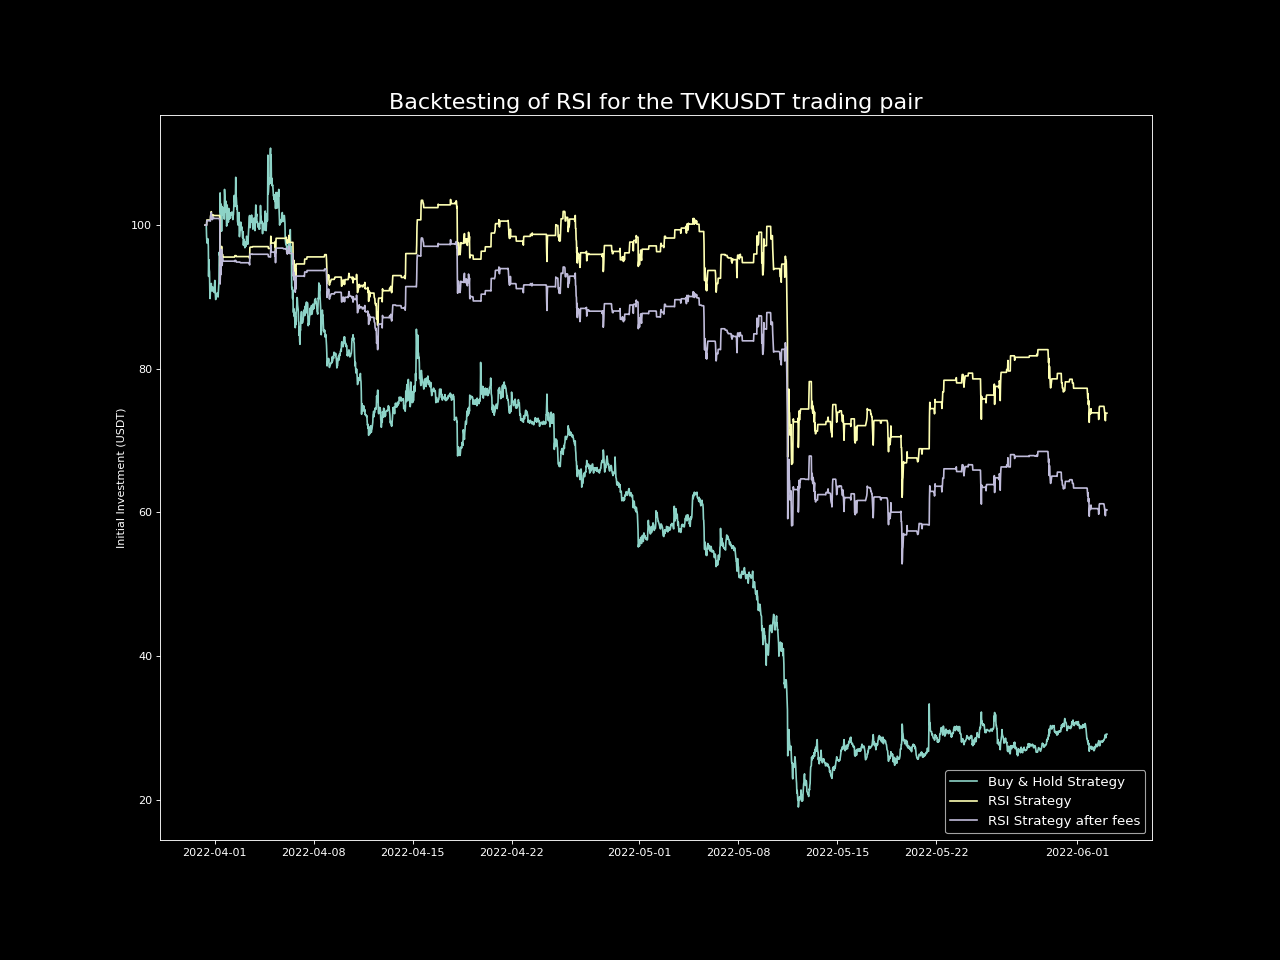 Backtesting of RSI for the TVKUSDT trading pair
Initial Investment (USDT)
100
80
60
40
20
2022-04-01 2022-04-08 2022-04-15 2022-04-22 2022-05-01 2022-05-08 2022-05-15 2022-05-22 2022-06-01
Buy & Hold Strategy
RSI Strategy
RSI Strategy after fees